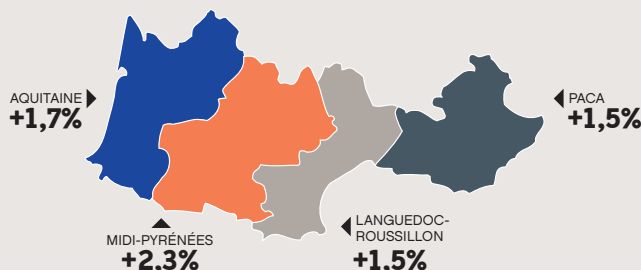 AQUITAINE
+1,7%
PACA
+1,5%
MIDI-PYRÉNÉES
+2,3%
LANGUEDOC-
ROUSSILLON
+1,5%